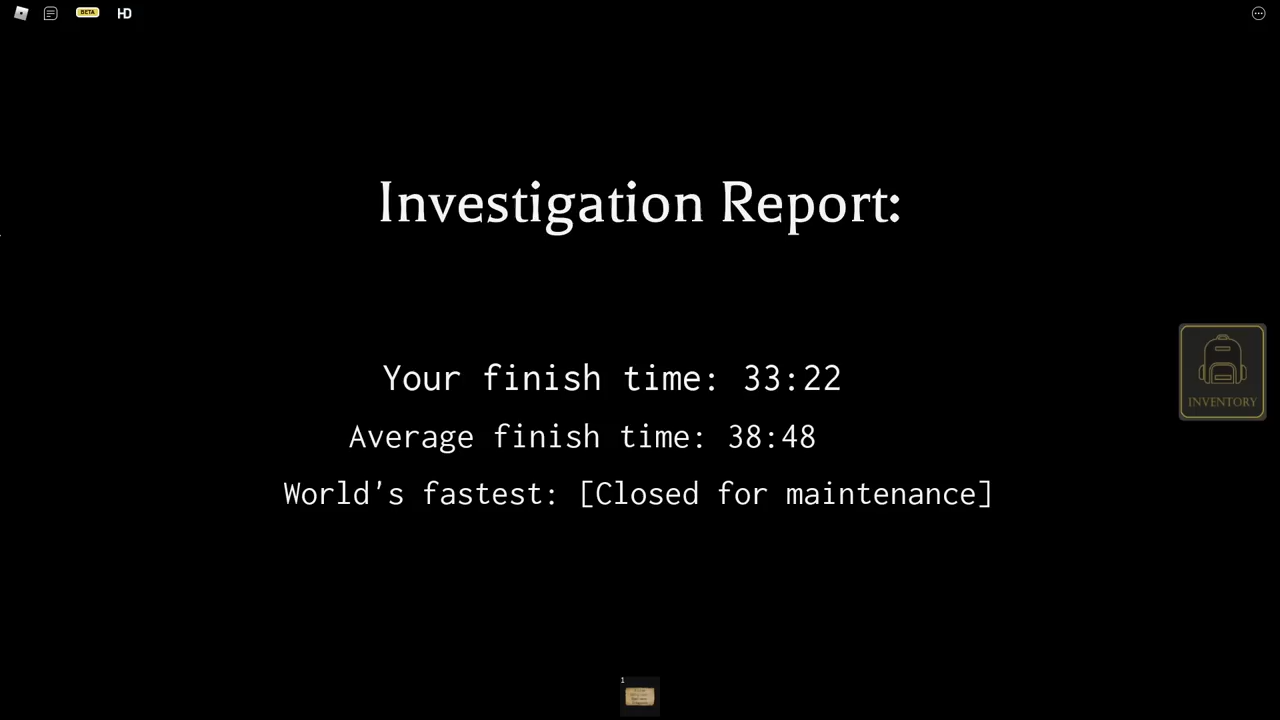 BETA
HD
Investigation Report:
Your finish time: 33:22
Average finish time: 38:48
World's fastest: [Closed for maintenance]
INVENTORY
1